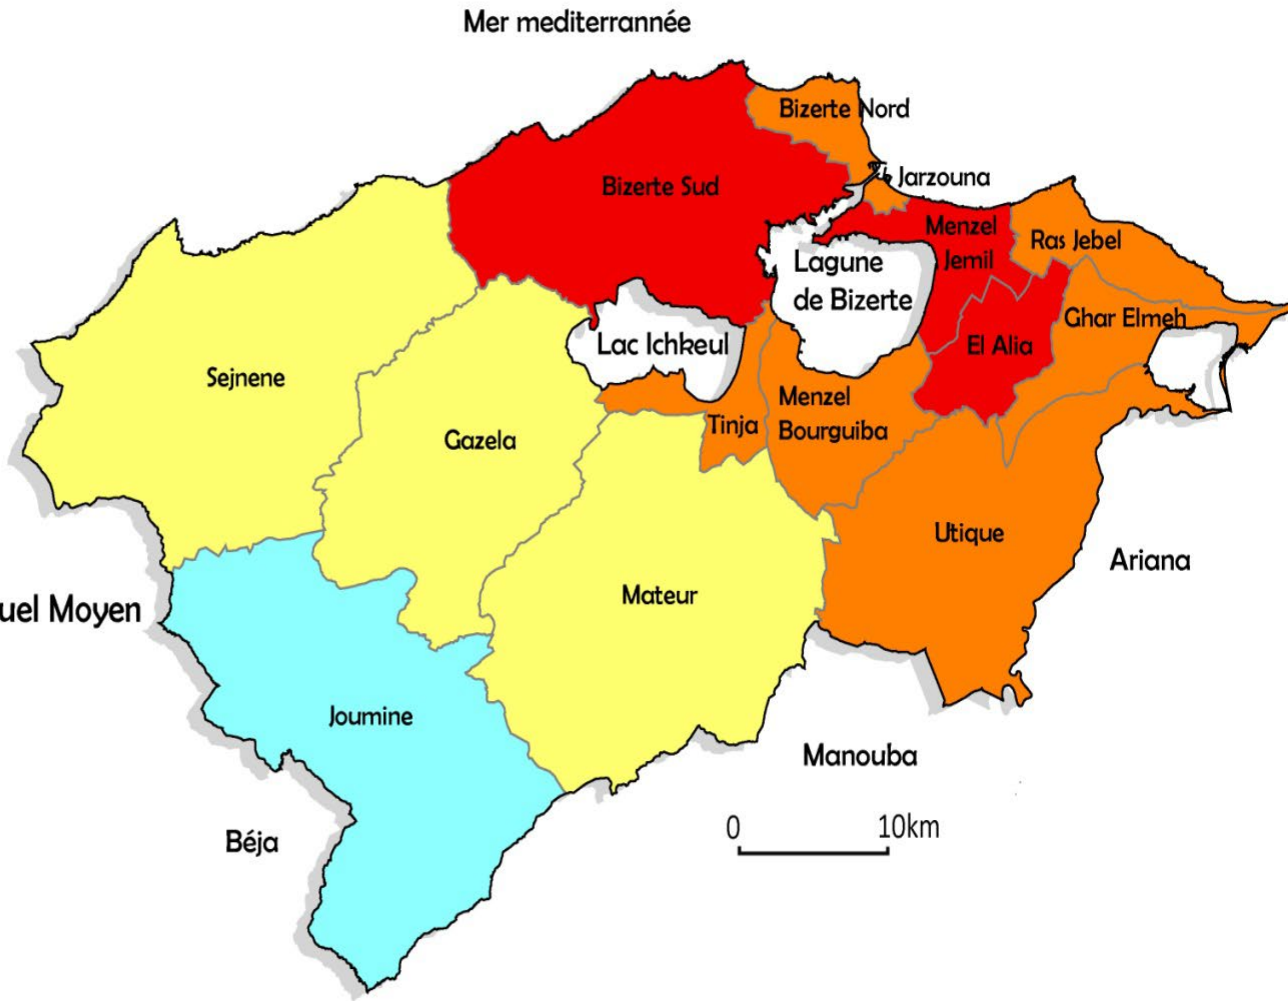 Mer mediterrannée
Bizerte Nord
Jarzouna
Bizerte Sud
Menzel
Jemil
Ras Jebel
Lagune
de Bizerte
Ghar Elmeh
Lac Ichkeul
El Alia
Sejnene
Menzel
Bourguiba
Tinja
Gazela
Utique
Ariana
Mateur
uel Moyen
Joumine
Manouba
Béja
0 10km